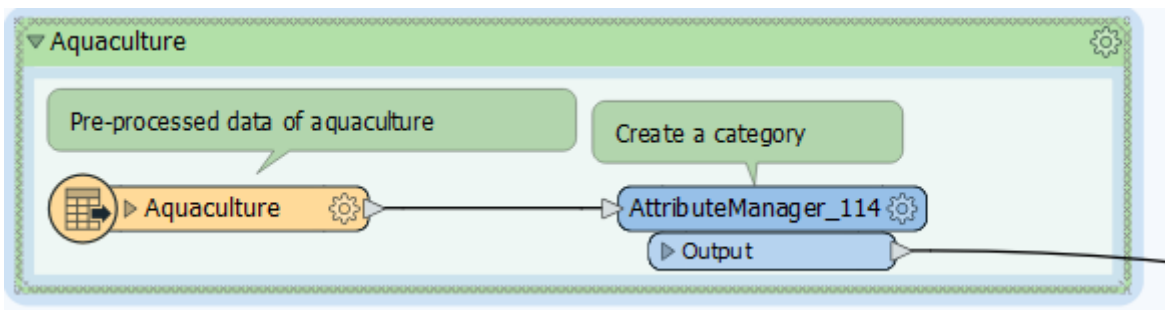 Aquaculture
Pre-processed data of aquaculture
Create a category
Aquaculture
AttributeManager_114
Output